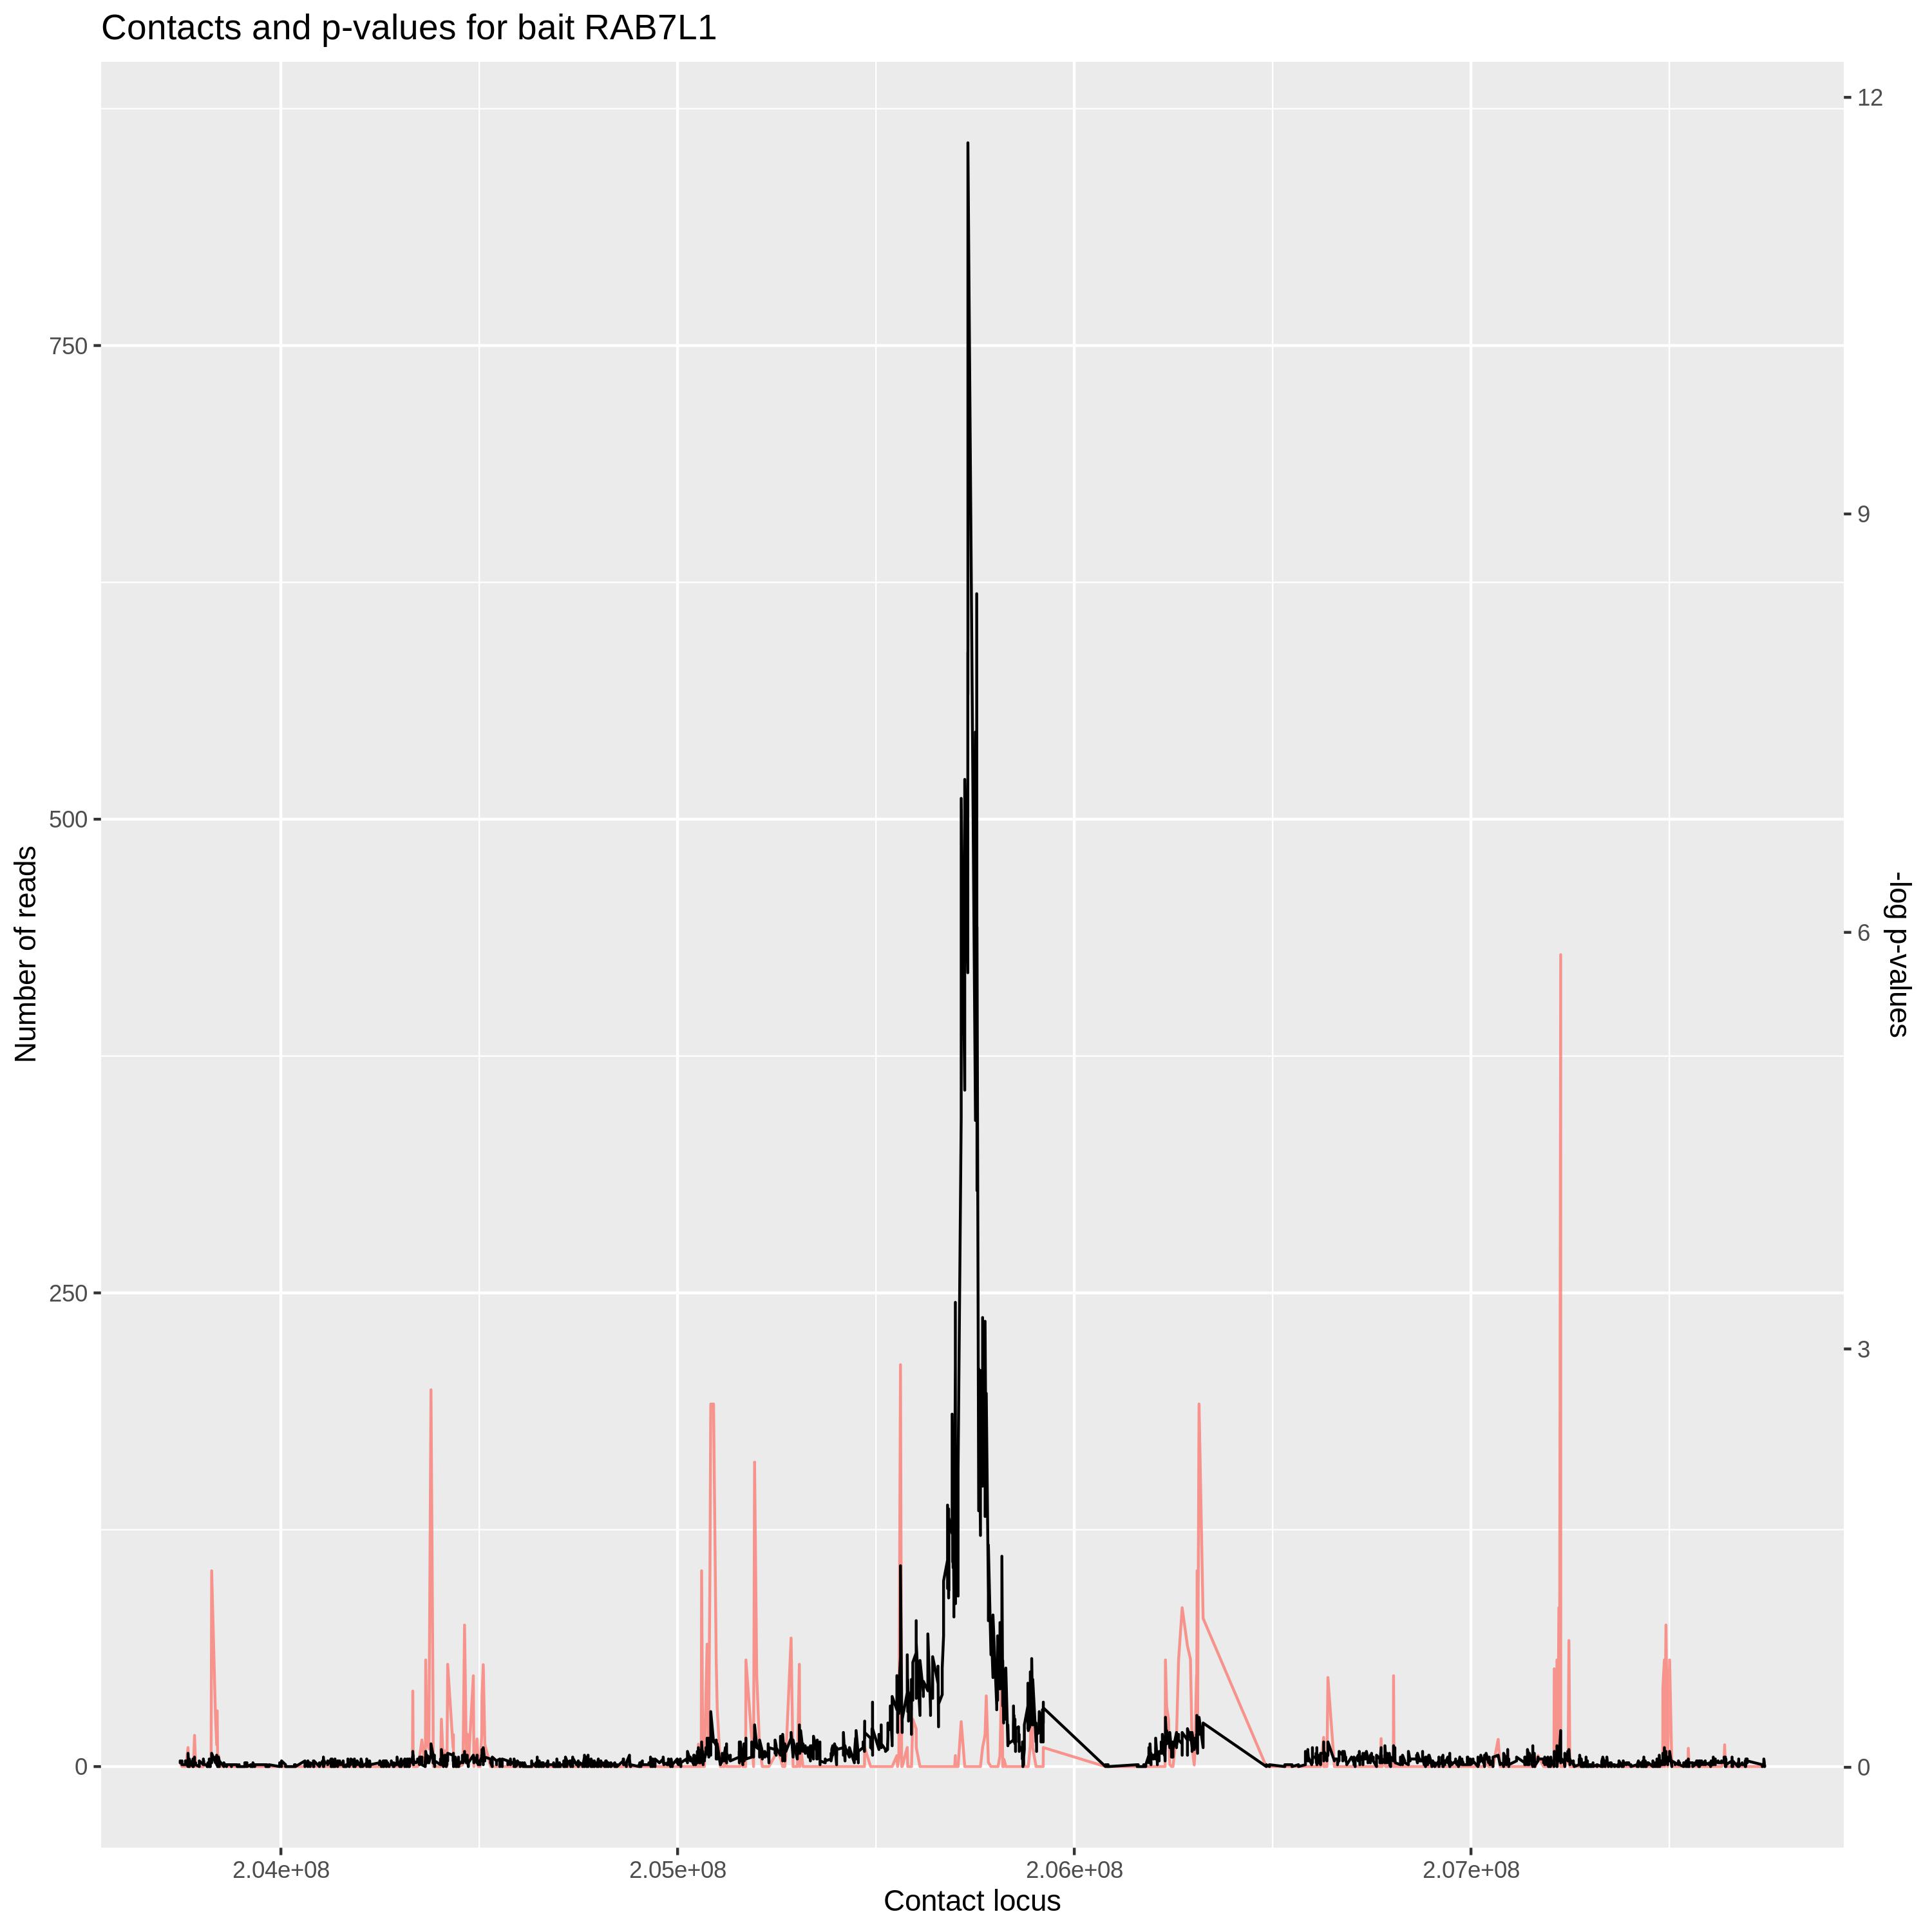 Contacts and p-values for bait RAB7L1
12
750
9
500
Number of reads
6
-log p-values
250
3
0
0
2.04e+08
2.05e+08
2.06e+08
2.07e+08
Contact locus